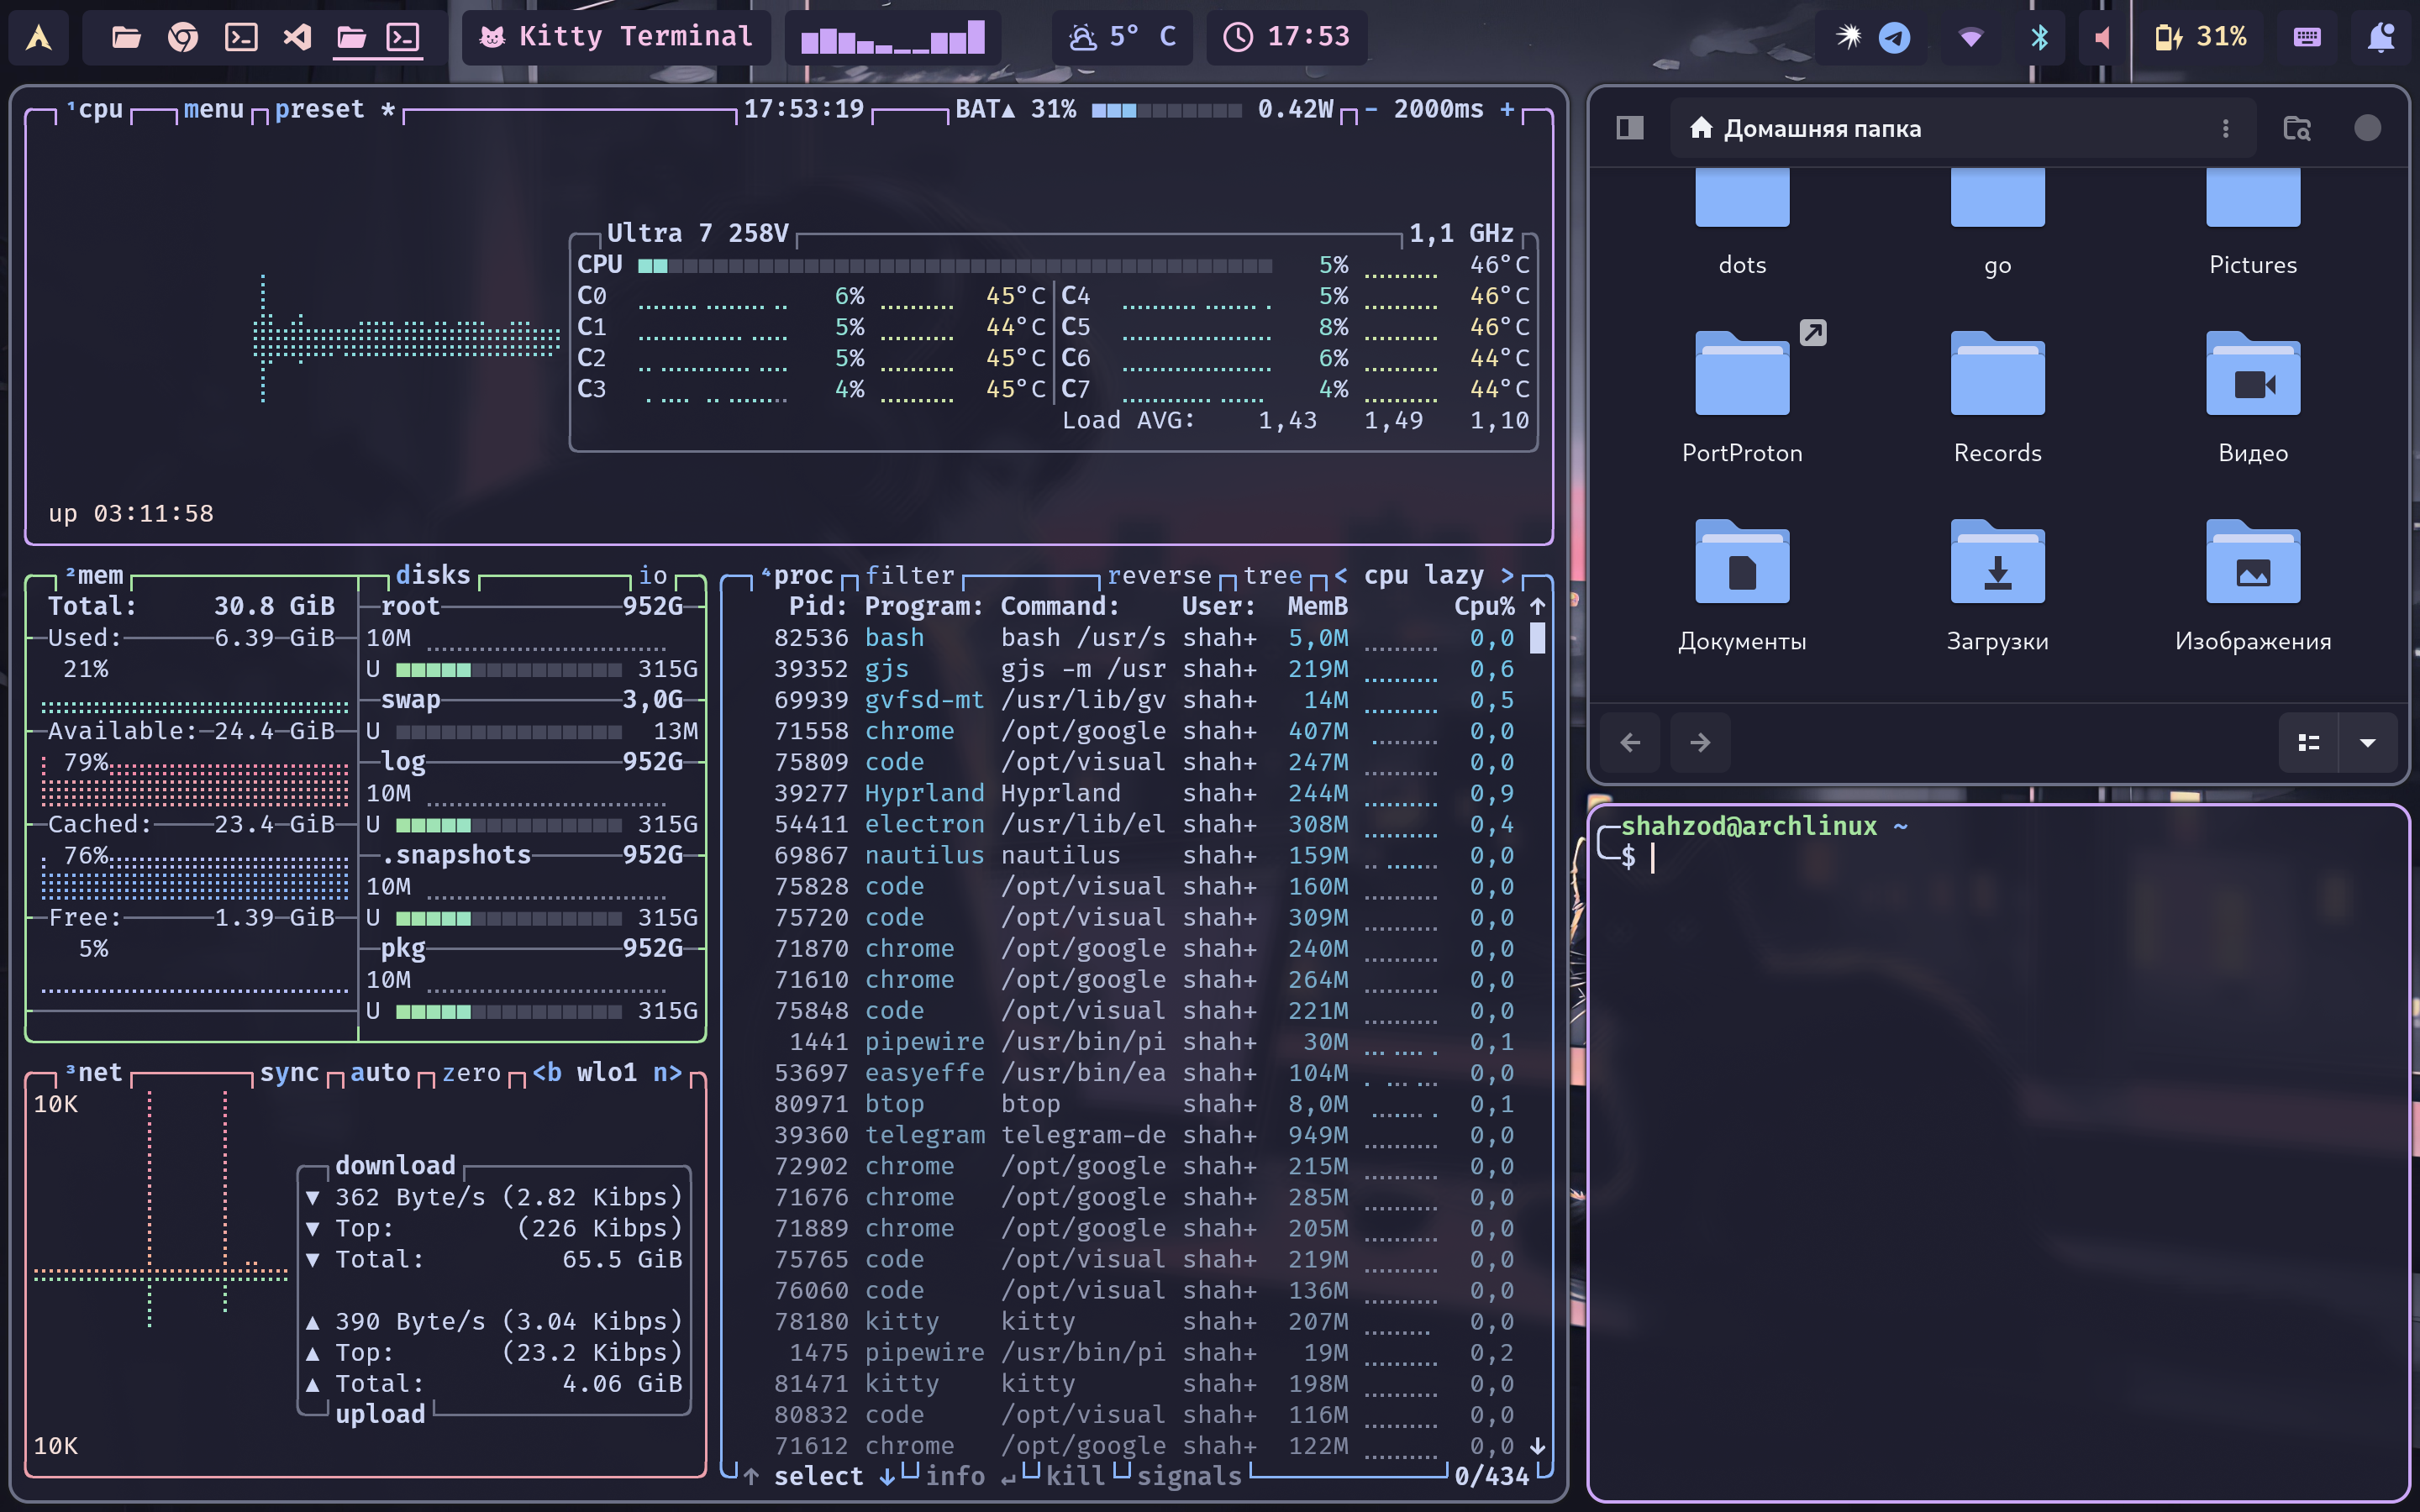 Kitty Terminal
5° C
17:53
31%
¹cpu menu preset * 17:53:19 BAT▲ 31% 0.42W - 2000ms +
Ultra 7 258V 1,1 GHz
CPU 5% 46°C
C0 6% 45°C C4 5% 46°C
C1 5% 44°C C5 8% 46°C
C2 5% 45°C C6 6% 44°C
C3 4% 45°C C7 4% 44°C
Load AVG: 1,43 1,49 1,10
up 03:11:58
²mem disks io
Total: 30.8 GiB root 952G
Used: 6.39 GiB 10M
21% U 315G
swap 3,0G
Available: 24.4 GiB U 13M
79% log 952G
10M
Cached: 23.4 GiB U 315G
76% .snapshots 952G
10M
Free: 1.39 GiB U 315G
5% pkg 952G
10M
U 315G
³net sync auto zero <b wlo1 n>
10K
download
▼ 362 Byte/s (2.82 Kibps)
▼ Top: (226 Kibps)
▼ Total: 65.5 GiB
▲ 390 Byte/s (3.04 Kibps)
▲ Top: (23.2 Kibps)
▲ Total: 4.06 GiB
upload
10K
⁴proc filter reverse tree < cpu lazy >
Pid: Program: Command: User: MemB Cpu% ↑
82536 bash bash /usr/s shah+ 5,0M 0,0
39352 gjs gjs -m /usr shah+ 219M 0,6
69939 gvfsd-mt /usr/lib/gv shah+ 14M 0,5
71558 chrome /opt/google shah+ 407M 0,0
75809 code /opt/visual shah+ 247M 0,0
39277 Hyprland Hyprland shah+ 244M 0,9
54411 electron /usr/lib/el shah+ 308M 0,4
69867 nautilus nautilus shah+ 159M 0,0
75828 code /opt/visual shah+ 160M 0,0
75720 code /opt/visual shah+ 309M 0,0
71870 chrome /opt/google shah+ 240M 0,0
71610 chrome /opt/google shah+ 264M 0,0
75848 code /opt/visual shah+ 221M 0,0
1441 pipewire /usr/bin/pi shah+ 30M 0,1
53697 easyeffe /usr/bin/ea shah+ 104M 0,0
80971 btop btop shah+ 8,0M 0,1
39360 telegram telegram-de shah+ 949M 0,0
72902 chrome /opt/google shah+ 215M 0,0
71676 chrome /opt/google shah+ 285M 0,0
71889 chrome /opt/google shah+ 205M 0,0
75765 code /opt/visual shah+ 219M 0,0
76060 code /opt/visual shah+ 136M 0,0
78180 kitty kitty shah+ 207M 0,0
1475 pipewire /usr/bin/pi shah+ 19M 0,2
81471 kitty kitty shah+ 198M 0,0
80832 code /opt/visual shah+ 116M 0,0
71612 chrome /opt/google shah+ 122M 0,0 ↓
↑ select ↓ info ↵ kill signals 0/434
Домашняя папка
dots go Pictures
PortProton Records Видео
Документы Загрузки Изображения
shahzod@archlinux ~
$